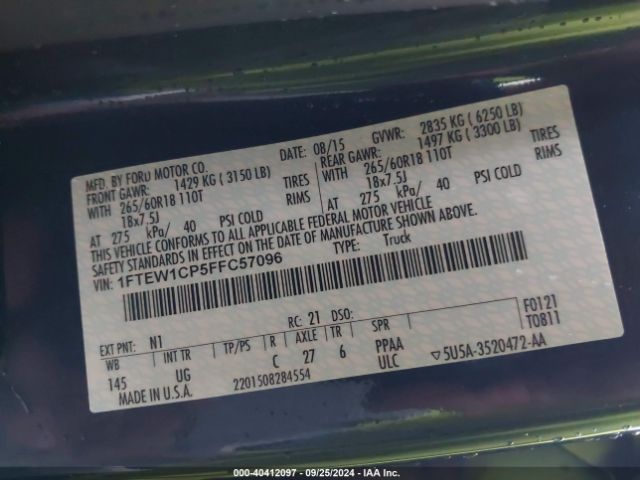 MFD. BY FORD MOTOR CO.
DATE: 08/15
GVWR: 2835 KG ( 6250 LB)
FRONT GAWR: 1429 KG ( 3150 LB)
REAR GAWR: 1497 KG ( 3300 LB)
WITH 265/60R18 110T TIRES
265/60R18 110T TIRES
18x7.5J RIMS
18x7.5J RIMS
AT 275 kPa/ 40 PSI COLD
AT 275 kPa/ 40 PSI COLD
THIS VEHICLE CONFORMS TO ALL APPLICABLE FEDERAL MOTOR VEHICLE
SAFETY STANDARDS IN EFFECT ON THE DATE OF MANUFACTURE SHOWN ABOVE.
VIN: 1FTEW1CP5FFC57096
TYPE: Truck
EXT PNT: N1 RC: 21 DSO:
WB INT TR TP/PS R AXLE TR SPR
145 UG C 27 6 PPAA
ULC
F0121
T0811
MADE IN U.S.A. 2201508284554
▽5U5A-3520472-AA
000-40412097 - 09/25/2024 - IAA Inc.